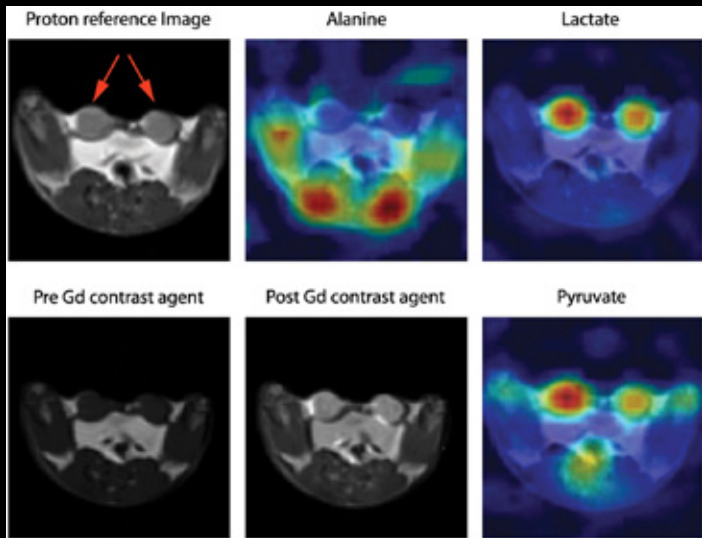 Proton reference Image
Alanine
Lactate
Pre Gd contrast agent
Post Gd contrast agent
Pyruvate